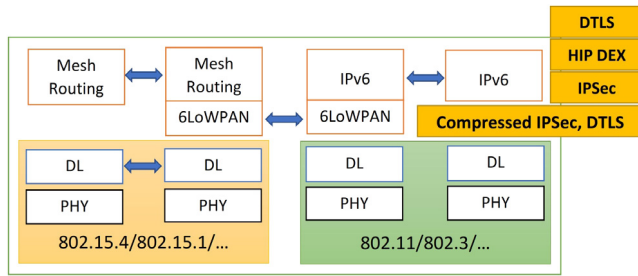 DTLS
HIP DEX
IPSec
Compressed IPSec, DTLS
Mesh
Routing
Mesh
Routing
6LoWPAN
IPv6
6LoWPAN
IPv6
DL
DL
PHY
PHY
802.15.4/802.15.1/...
DL
DL
PHY
PHY
802.11/802.3/...